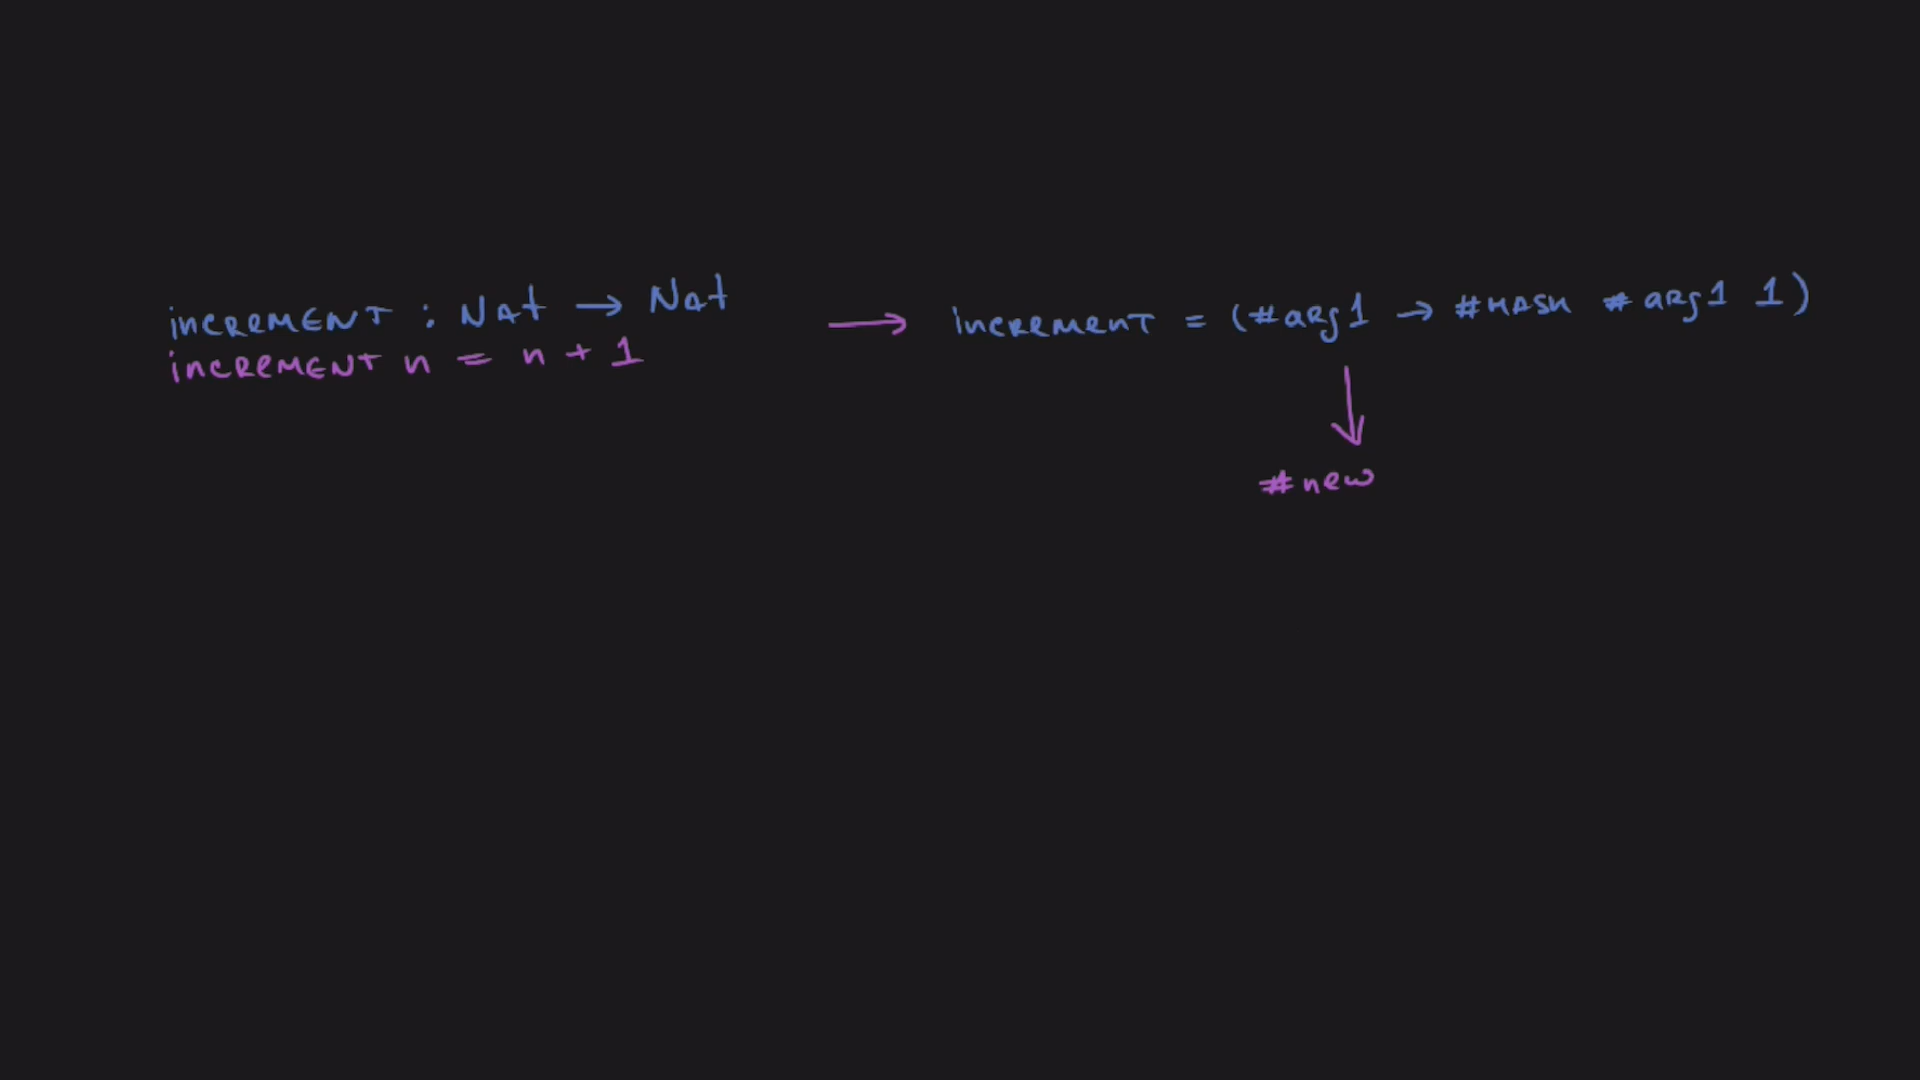 increment : Nat → Nat
increment n = n + 1
→
increment = (#arg1 → #HASH #arg1 1)
↓
#new